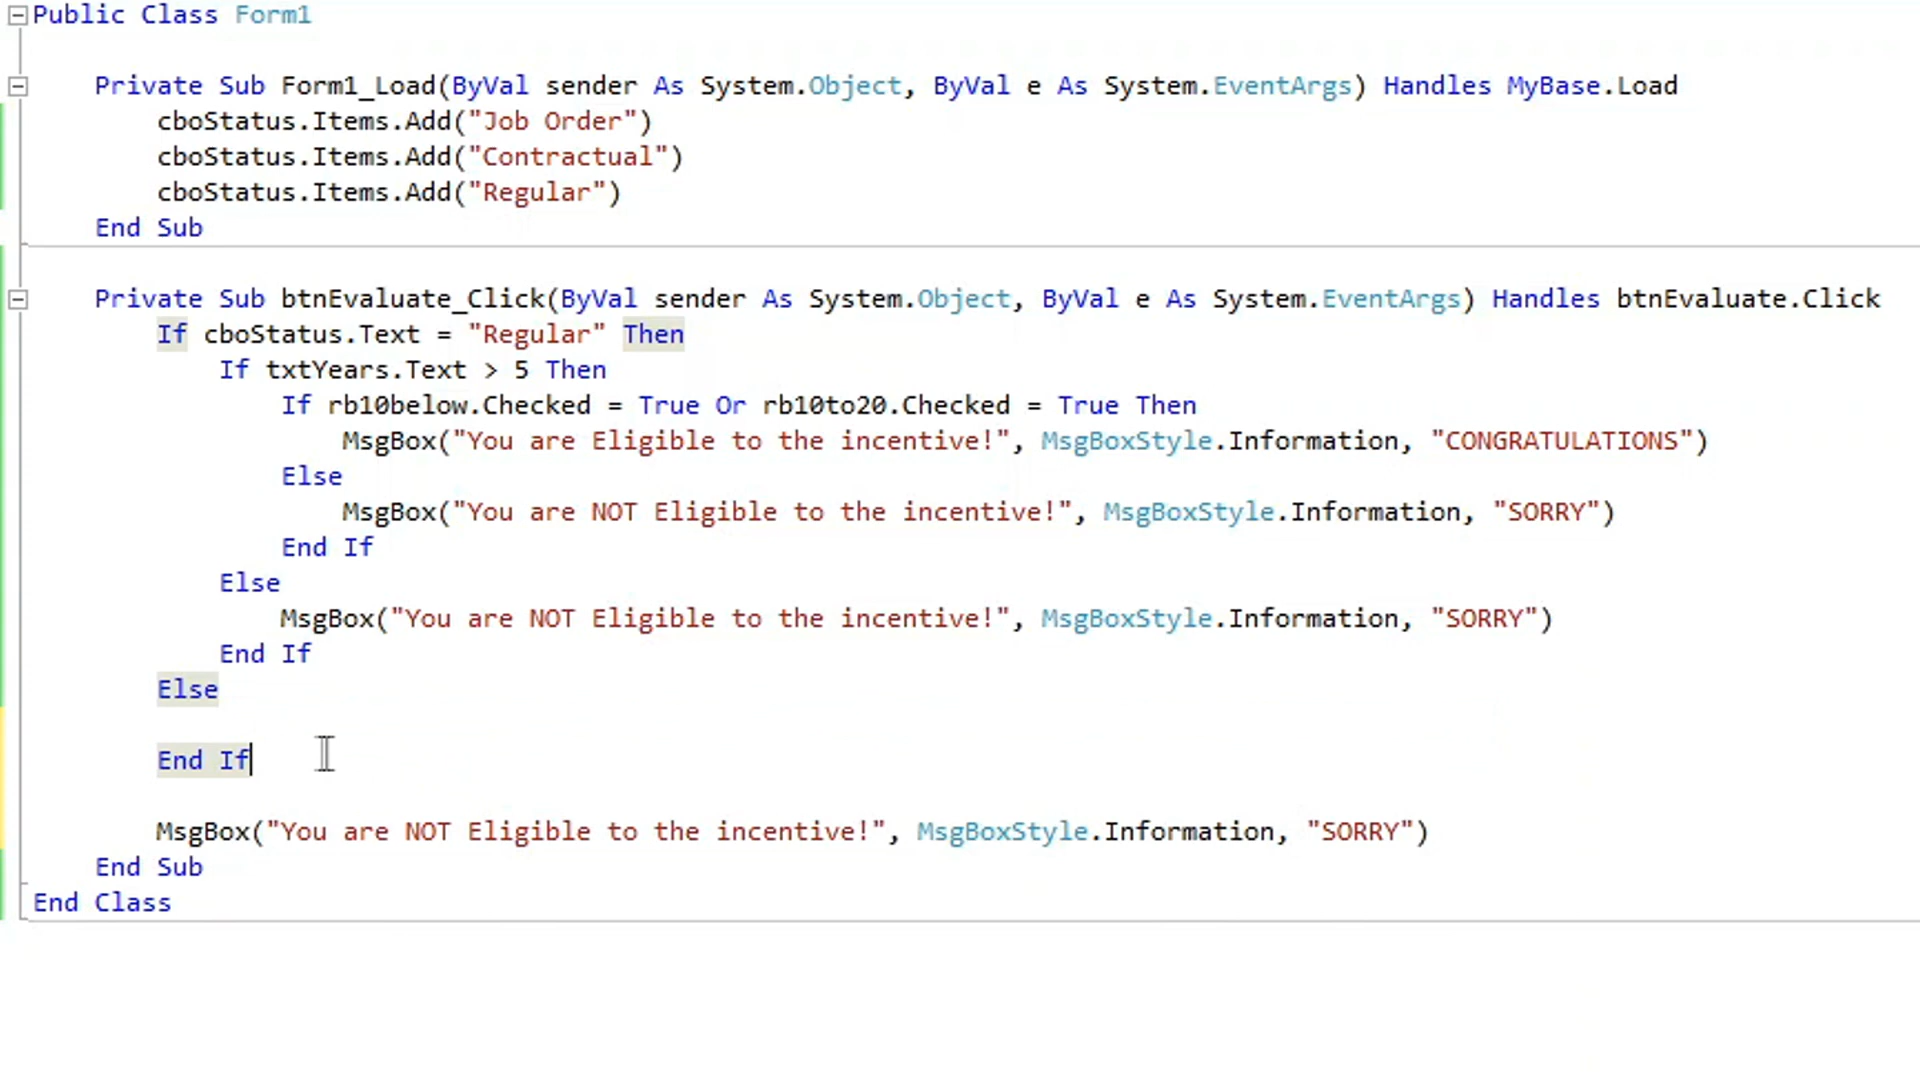 Public Class Form1
Private Sub Form1_Load(ByVal sender As System.Object, ByVal e As System.EventArgs) Handles MyBase.Load
cboStatus.Items.Add("Job Order")
cboStatus.Items.Add("Contractual")
cboStatus.Items.Add("Regular")
End Sub
Private Sub btnEvaluate_Click(ByVal sender As System.Object, ByVal e As System.EventArgs) Handles btnEvaluate.Click
If cboStatus.Text = "Regular" Then
If txtYears.Text > 5 Then
If rb10below.Checked = True Or rb10to20.Checked = True Then
MsgBox("You are Eligible to the incentive!", MsgBoxStyle.Information, "CONGRATULATIONS")
Else
MsgBox("You are NOT Eligible to the incentive!", MsgBoxStyle.Information, "SORRY")
End If
Else
MsgBox("You are NOT Eligible to the incentive!", MsgBoxStyle.Information, "SORRY")
End If
Else
End If
MsgBox("You are NOT Eligible to the incentive!", MsgBoxStyle.Information, "SORRY")
End Sub
End Class